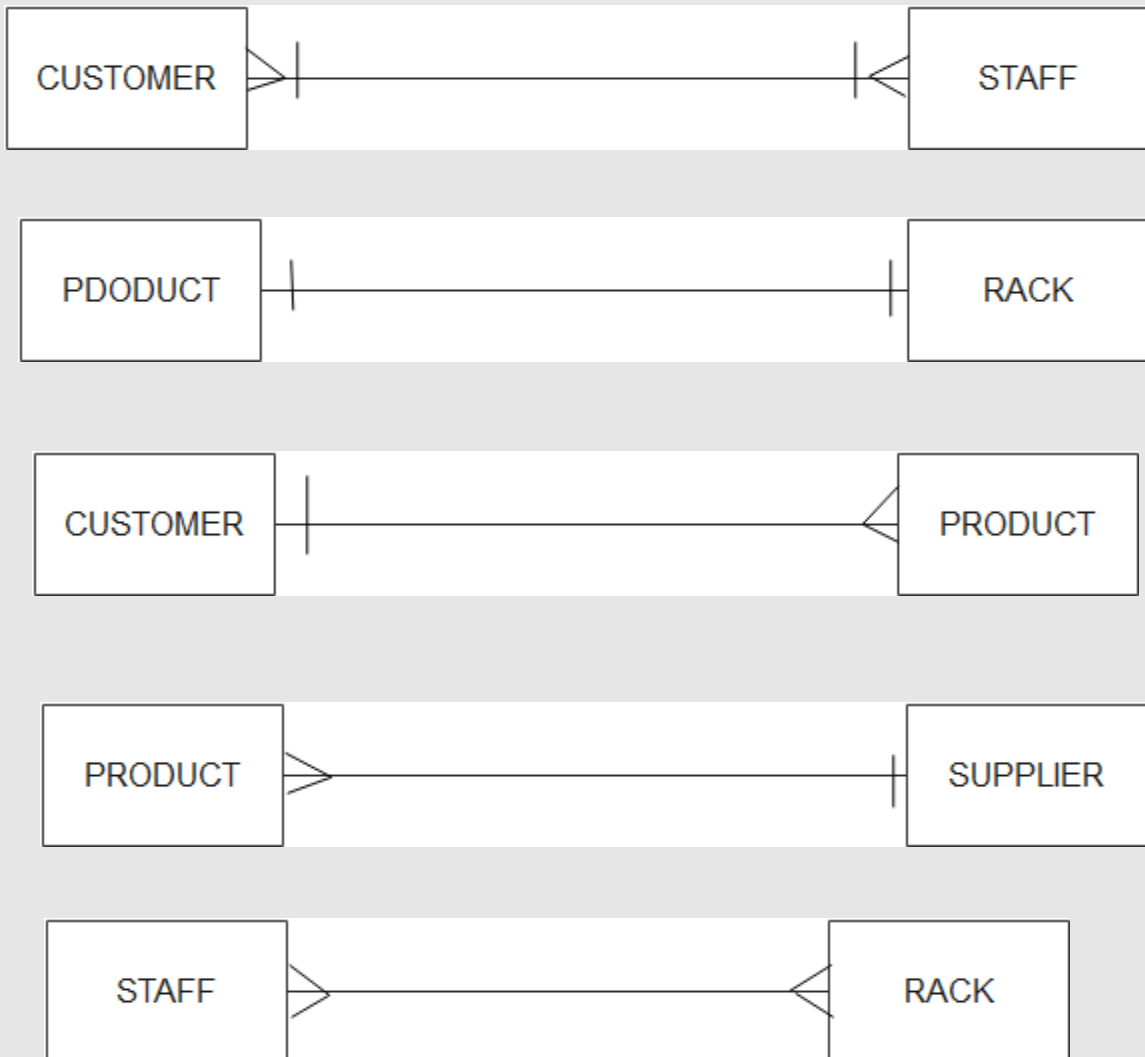 CUSTOMER STAFF
PDODUCT RACK
CUSTOMER PRODUCT
PRODUCT SUPPLIER
STAFF RACK